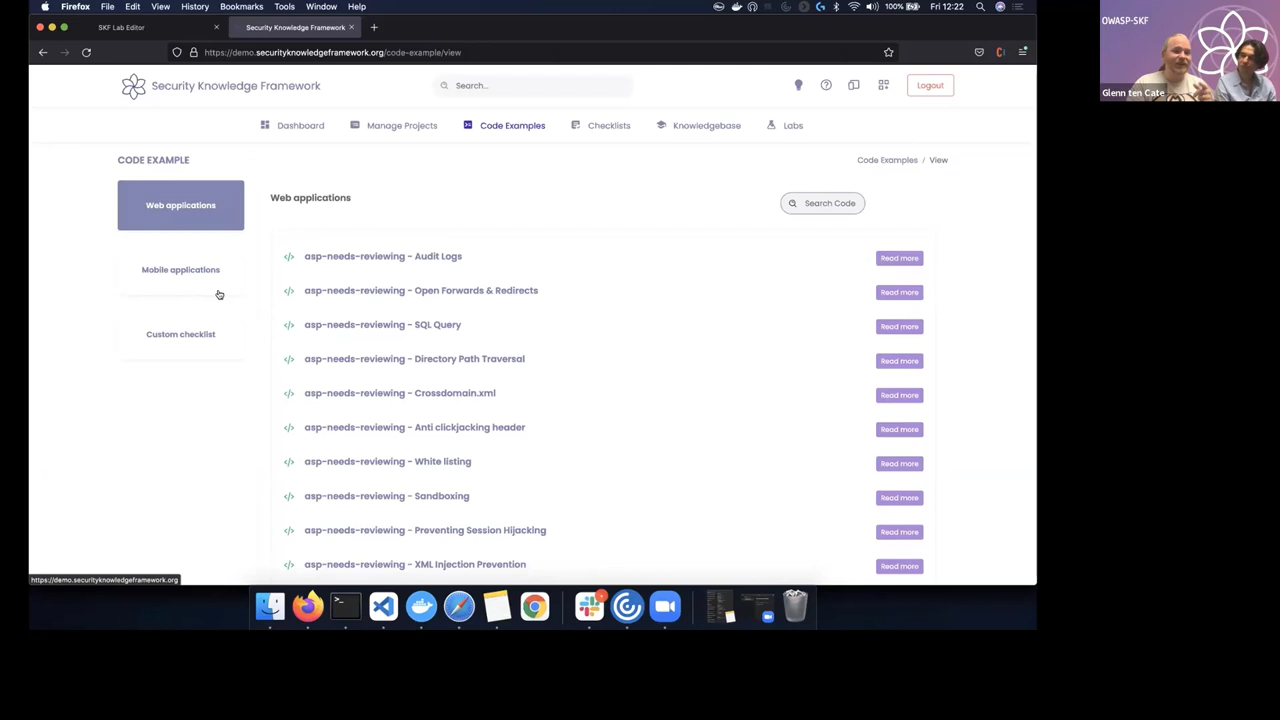 Firefox File Edit View History Bookmarks Tools Window Help 100% Fri 12:22
SKF Lab Editor × Security Knowledge Framework × +
https://demo.securityknowledgeframework.org/code-example/view
Security Knowledge Framework Search... Logout
Dashboard Manage Projects Code Examples Checklists Knowledgebase Labs
CODE EXAMPLE Code Examples / View
Web applications
Mobile applications
Custom checklist
Web applications Search Code
</> asp-needs-reviewing - Audit Logs Read more
</> asp-needs-reviewing - Open Forwards & Redirects Read more
</> asp-needs-reviewing - SQL Query Read more
</> asp-needs-reviewing - Directory Path Traversal Read more
</> asp-needs-reviewing - Crossdomain.xml Read more
</> asp-needs-reviewing - Anti clickjacking header Read more
</> asp-needs-reviewing - White listing Read more
</> asp-needs-reviewing - Sandboxing Read more
</> asp-needs-reviewing - Preventing Session Hijacking Read more
</> asp-needs-reviewing - XML Injection Prevention Read more
https://demo.securityknowledgeframework.org
OWASP-SKF
Glenn ten Cate